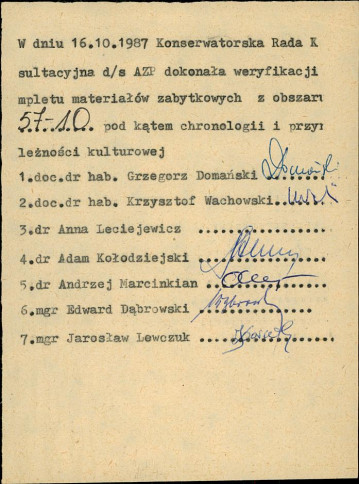 W dniu 16.10.1987 Konserwatorska Rada K
sultacyjna d/s AZP dokonała weryfikacji
mpletu materiałów zabytkowych z obszaru
57-10. pod kątem chronologii i przyn
leżności kulturowej
1.doc.dr hab. Grzegorz Domański
2.doc.dr hab. Krzysztof Wachowski......
3.dr Anna Leciejewicz ................
4.dr Adam Kołodziejski ................
5.dr Andrzej Marcinkian ................
6.mgr Edward Dąbrowski ................
7.mgr Jarosław Lewczuk ................